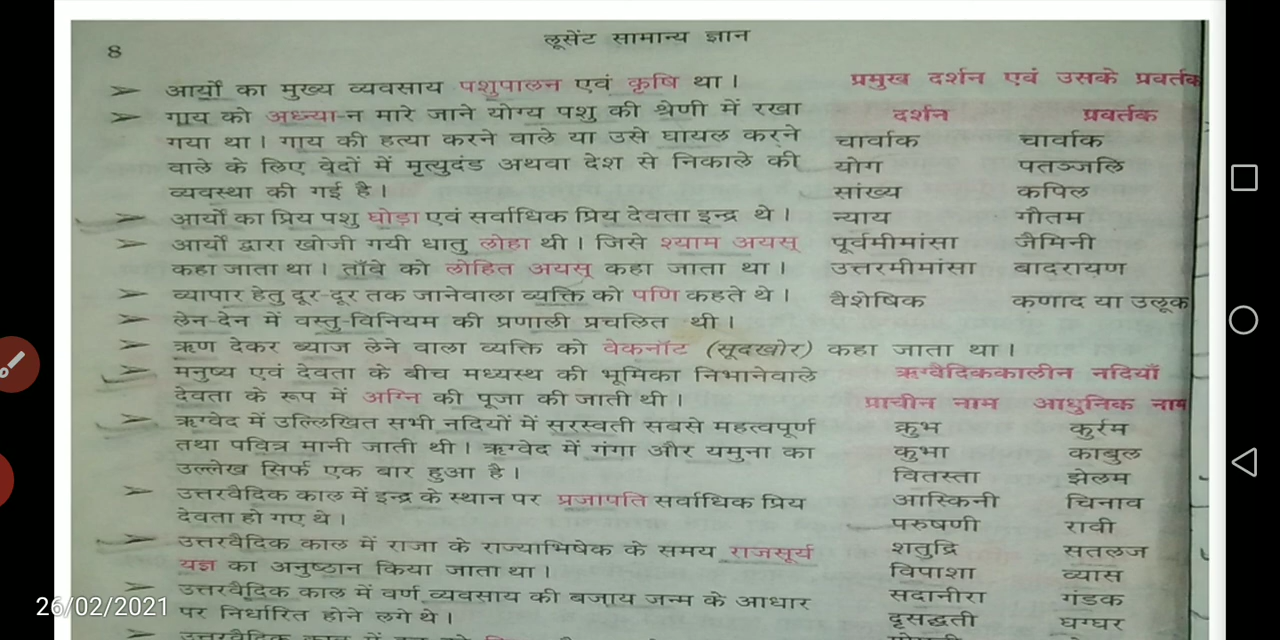 8
लूसेंट सामान्य ज्ञान
➤ आर्यों का मुख्य व्यवसाय पशुपालन एवं कृषि था।
➤ गाय को अध्न्या-न मारे जाने योग्य पशु की श्रेणी में रखा
गया था। गाय की हत्या करने वाले या उसे घायल करने
वाले के लिए वेदों में मृत्युदंड अथवा देश से निकाले की
व्यवस्था की गई है।
➤ आर्यों का प्रिय पशु घोड़ा एवं सर्वाधिक प्रिय देवता इन्द्र थे।
➤ आर्यों द्वारा खोजी गयी धातु लोहा थी। जिसे श्याम अयस्
कहा जाता था। ताँबे को लोहित अयस् कहा जाता था।
➤ व्यापार हेतु दूर-दूर तक जानेवाला व्यक्ति को पणि कहते थे।
➤ लेन-देन में वस्तु-विनियम की प्रणाली प्रचलित थी।
➤ ऋण देकर ब्याज लेने वाला व्यक्ति को वेकनॉट (सूदखोर) कहा जाता था।
➤ मनुष्य एवं देवता के बीच मध्यस्थ की भूमिका निभानेवाले
देवता के रूप में अग्नि की पूजा की जाती थी।
➤ ऋग्वेद में उल्लिखित सभी नदियों में सरस्वती सबसे महत्वपूर्ण
तथा पवित्र मानी जाती थी। ऋग्वेद में गंगा और यमुना का
उल्लेख सिर्फ एक बार हुआ है।
➤ उत्तरवैदिक काल में इन्द्र के स्थान पर प्रजापति सर्वाधिक प्रिय
देवता हो गए थे।
➤ उत्तरवैदिक काल में राजा के राज्याभिषेक के समय राजसूर्य
यज्ञ का अनुष्ठान किया जाता था।
➤ उत्तरवैदिक काल में वर्ण व्यवसाय की बजाय जन्म के आधार
पर निर्धारित होने लगे थे।
➤ उत्तरवैदिक काल में
प्रमुख दर्शन एवं उसके प्रवर्तक
दर्शन प्रवर्तक
चार्वाक चार्वाक
योग पतञ्जलि
सांख्य कपिल
न्याय गौतम
पूर्वमीमांसा जैमिनी
उत्तरमीमांसा बादरायण
वैशेषिक कणाद या उलूक
ऋग्वैदिककालीन नदियाँ
प्राचीन नाम आधुनिक नाम
क्रुभ कुर्रम
कुभा काबुल
वितस्ता झेलम
आस्किनी चिनाव
परुषणी रावी
शतुद्रि सतलज
विपाशा व्यास
सदानीरा गंडक
दृसद्धती घग्घर
26/02/2021